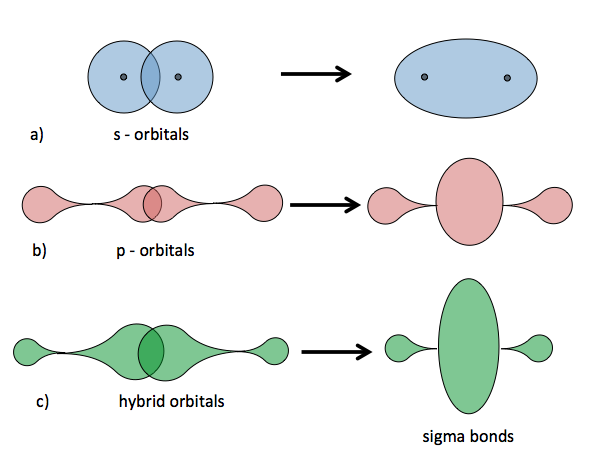 a) s - orbitals
b) p - orbitals
c) hybrid orbitals
sigma bonds